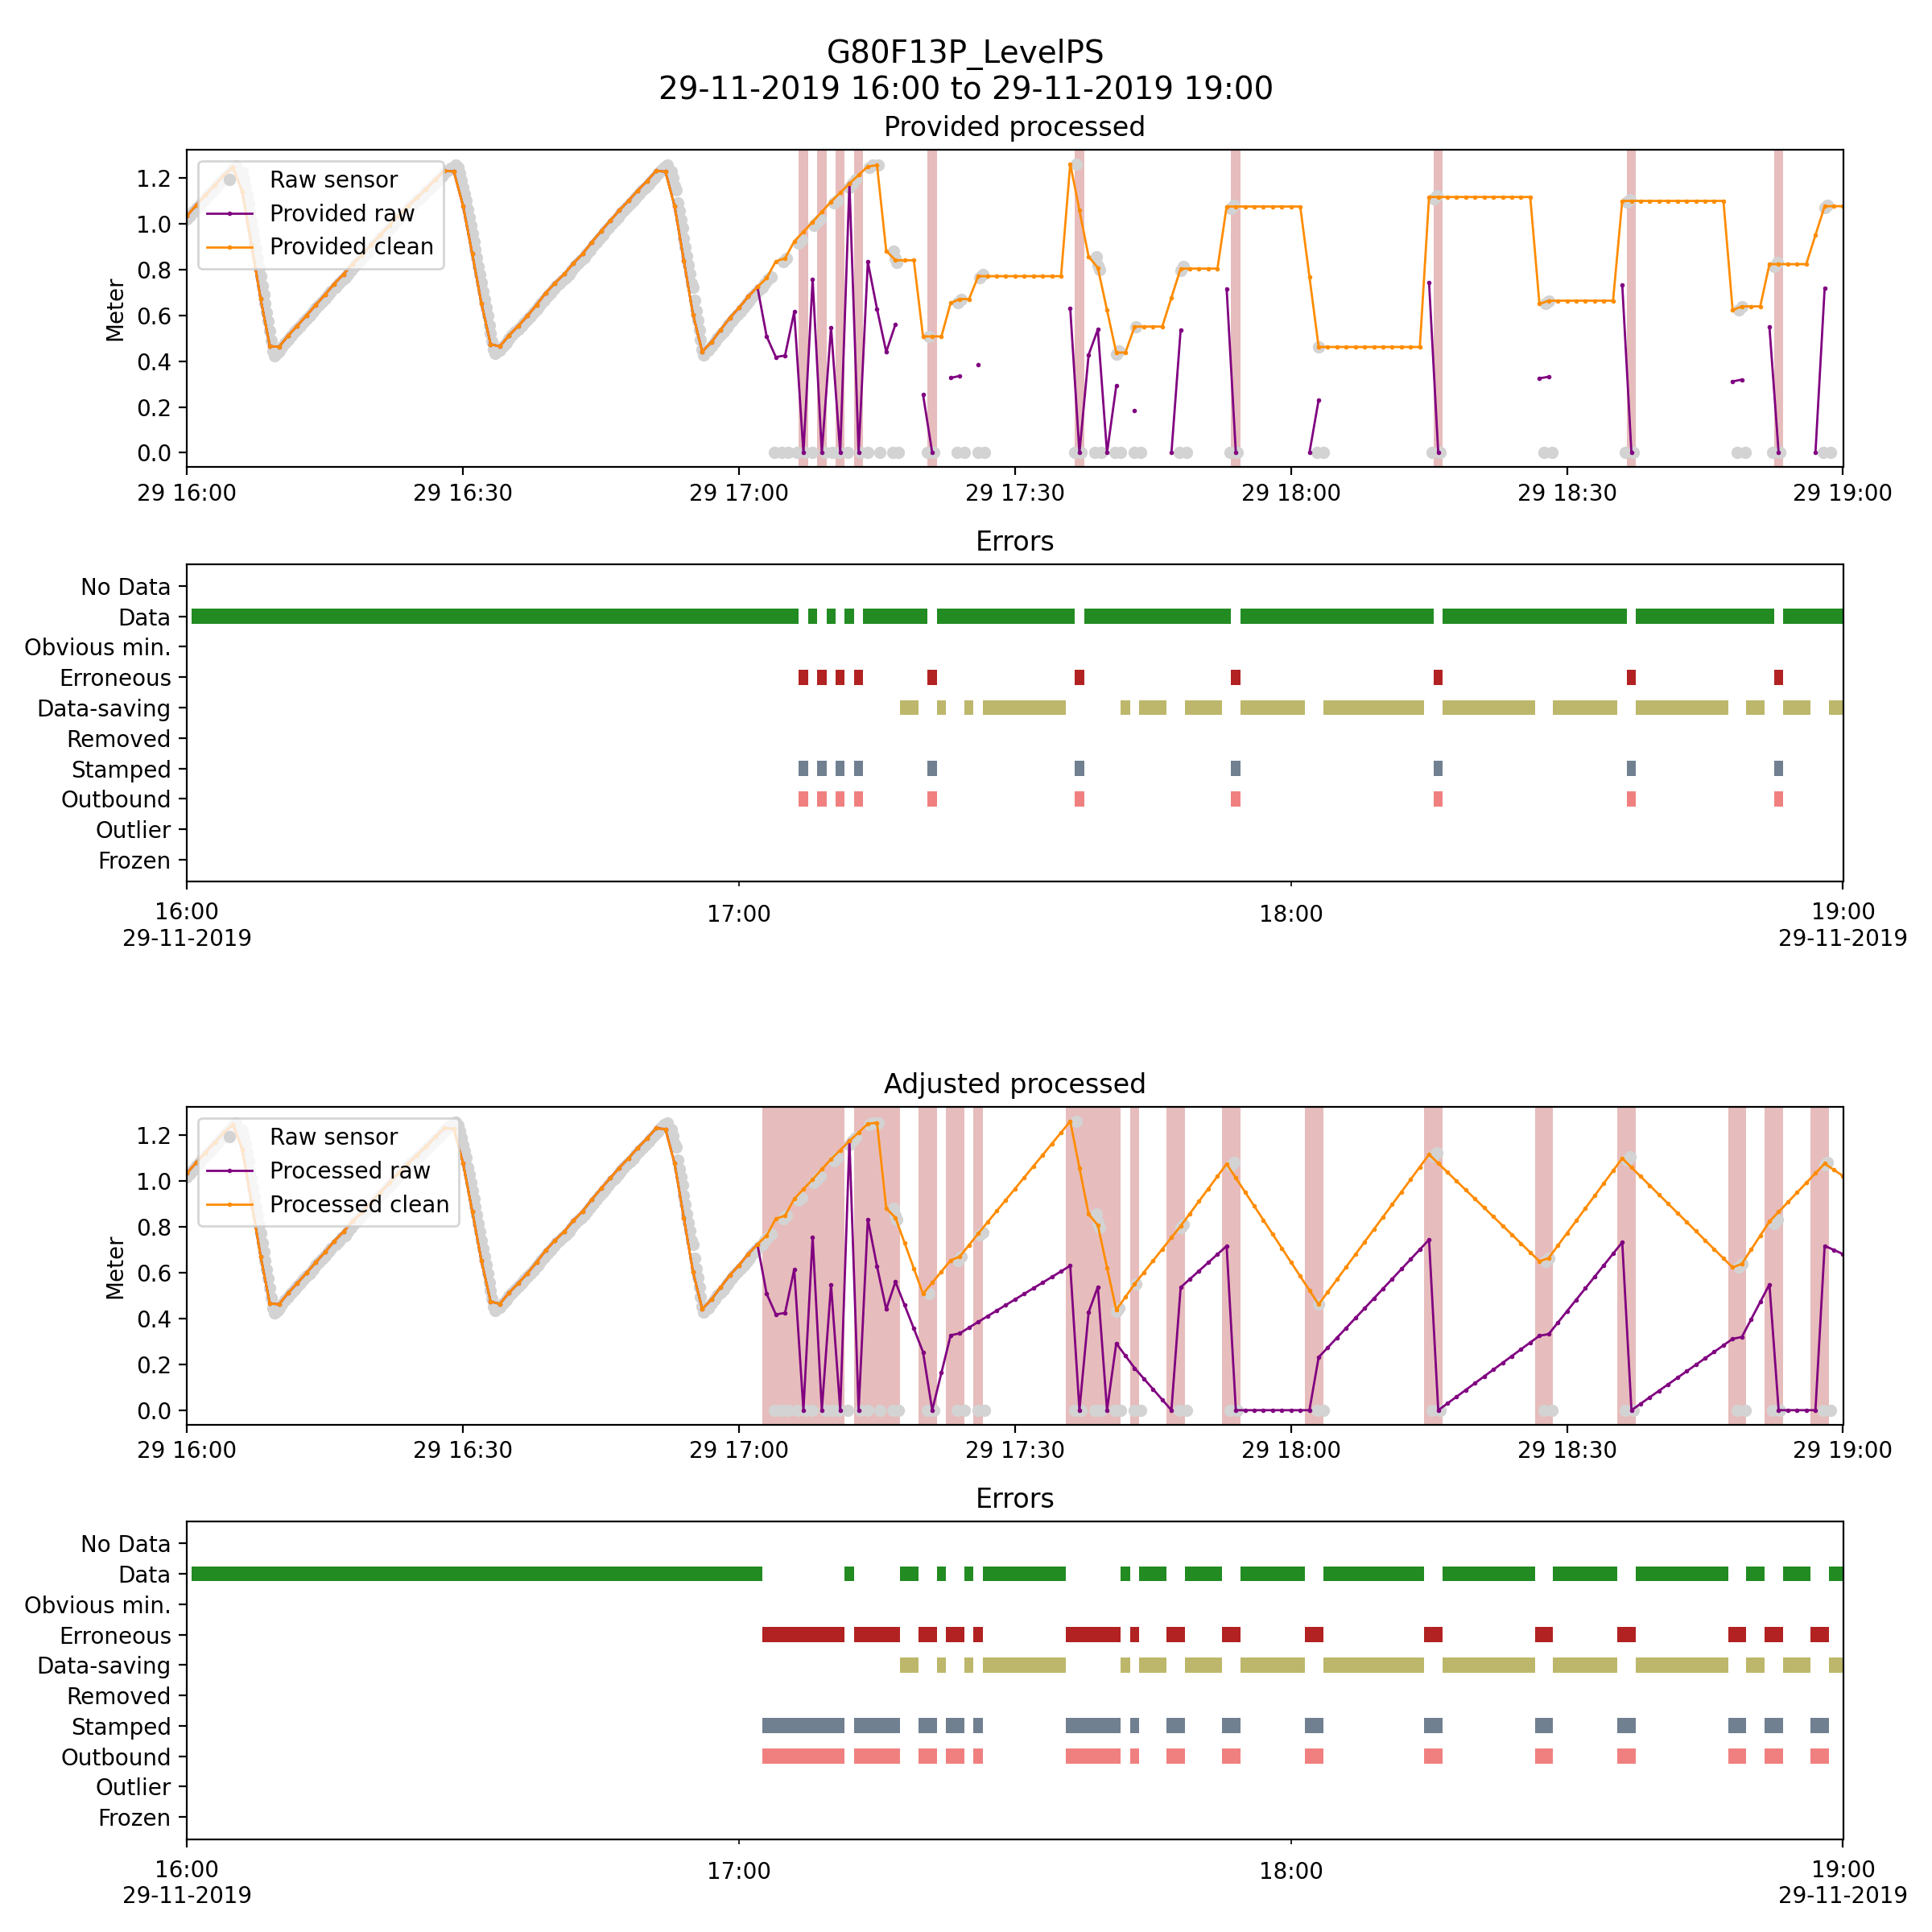 G80F13P_LevelPS
29-11-2019 16:00 to 29-11-2019 19:00
Provided processed
Raw sensor
Provided raw
Provided clean
Meter
1.2
1.0
0.8
0.6
0.4
0.2
0.0
29 16:00 29 16:30 29 17:00 29 17:30 29 18:00 29 18:30 29 19:00
Errors
No Data
Data
Obvious min.
Erroneous
Data-saving
Removed
Stamped
Outbound
Outlier
Frozen
16:00 17:00 18:00 19:00
29-11-2019 29-11-2019
Adjusted processed
Raw sensor
Processed raw
Processed clean
Meter
1.2
1.0
0.8
0.6
0.4
0.2
0.0
29 16:00 29 16:30 29 17:00 29 17:30 29 18:00 29 18:30 29 19:00
Errors
No Data
Data
Obvious min.
Erroneous
Data-saving
Removed
Stamped
Outbound
Outlier
Frozen
16:00 17:00 18:00 19:00
29-11-2019 29-11-2019